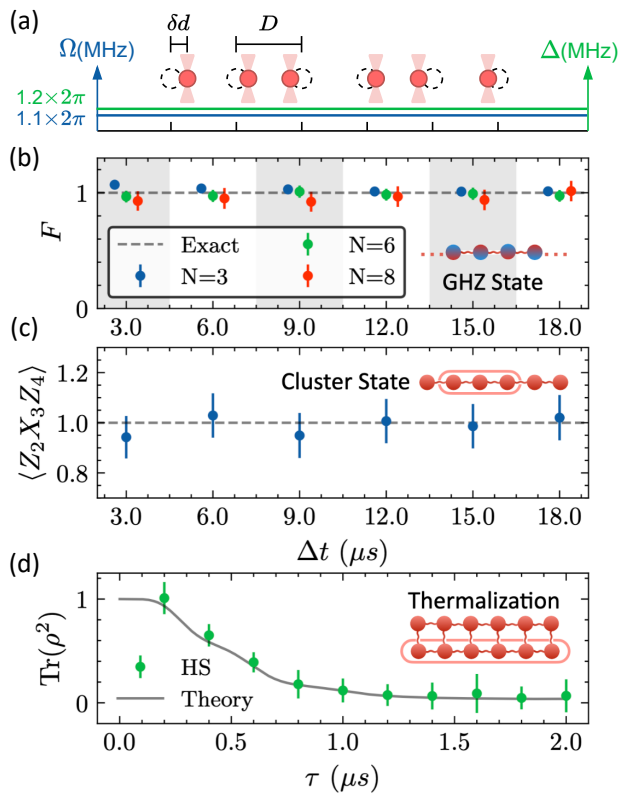 (a)
δd
D
Ω(MHz)
Δ(MHz)
1.2×2π
1.1×2π
(b)
F
1
0
Exact
N=3
N=6
N=8
GHZ State
3.0 6.0 9.0 12.0 15.0 18.0
(c)
⟨Z₂X₃Z₄⟩
1.2
1.0
0.8
Cluster State
3.0 6.0 9.0 12.0 15.0 18.0
Δt (μs)
(d)
Tr(ρ²)
1
0
Thermalization
HS
Theory
0.0 0.5 1.0 1.5 2.0
τ (μs)